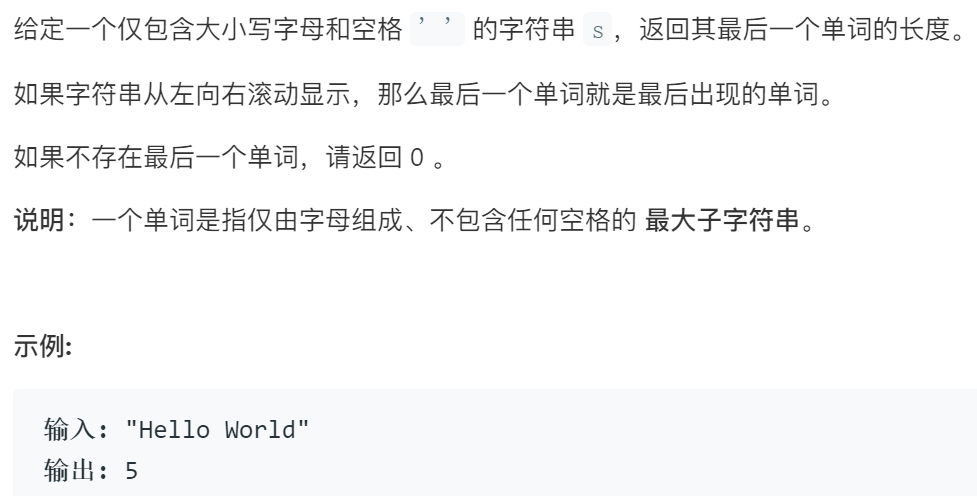 给定一个仅包含大小写字母和空格 ’ ’ 的字符串 s，返回其最后一个单词的长度。
如果字符串从左向右滚动显示，那么最后一个单词就是最后出现的单词。
如果不存在最后一个单词，请返回 0 。
说明：一个单词是指仅由字母组成、不包含任何空格的 最大子字符串。
示例:
输入: "Hello World"
输出: 5